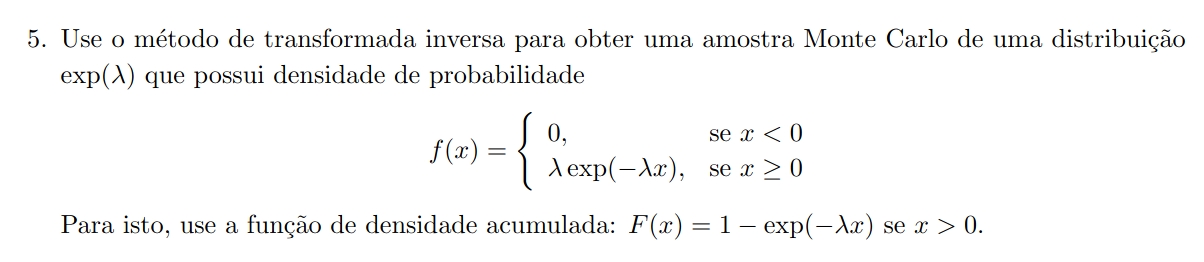 5. Use o método de transformada inversa para obter uma amostra Monte Carlo de uma distribuição
exp(λ) que possui densidade de probabilidade
f(x) = { 0, se x < 0
λ exp(−λx), se x ≥ 0
Para isto, use a função de densidade acumulada: F(x) = 1 − exp(−λx) se x > 0.